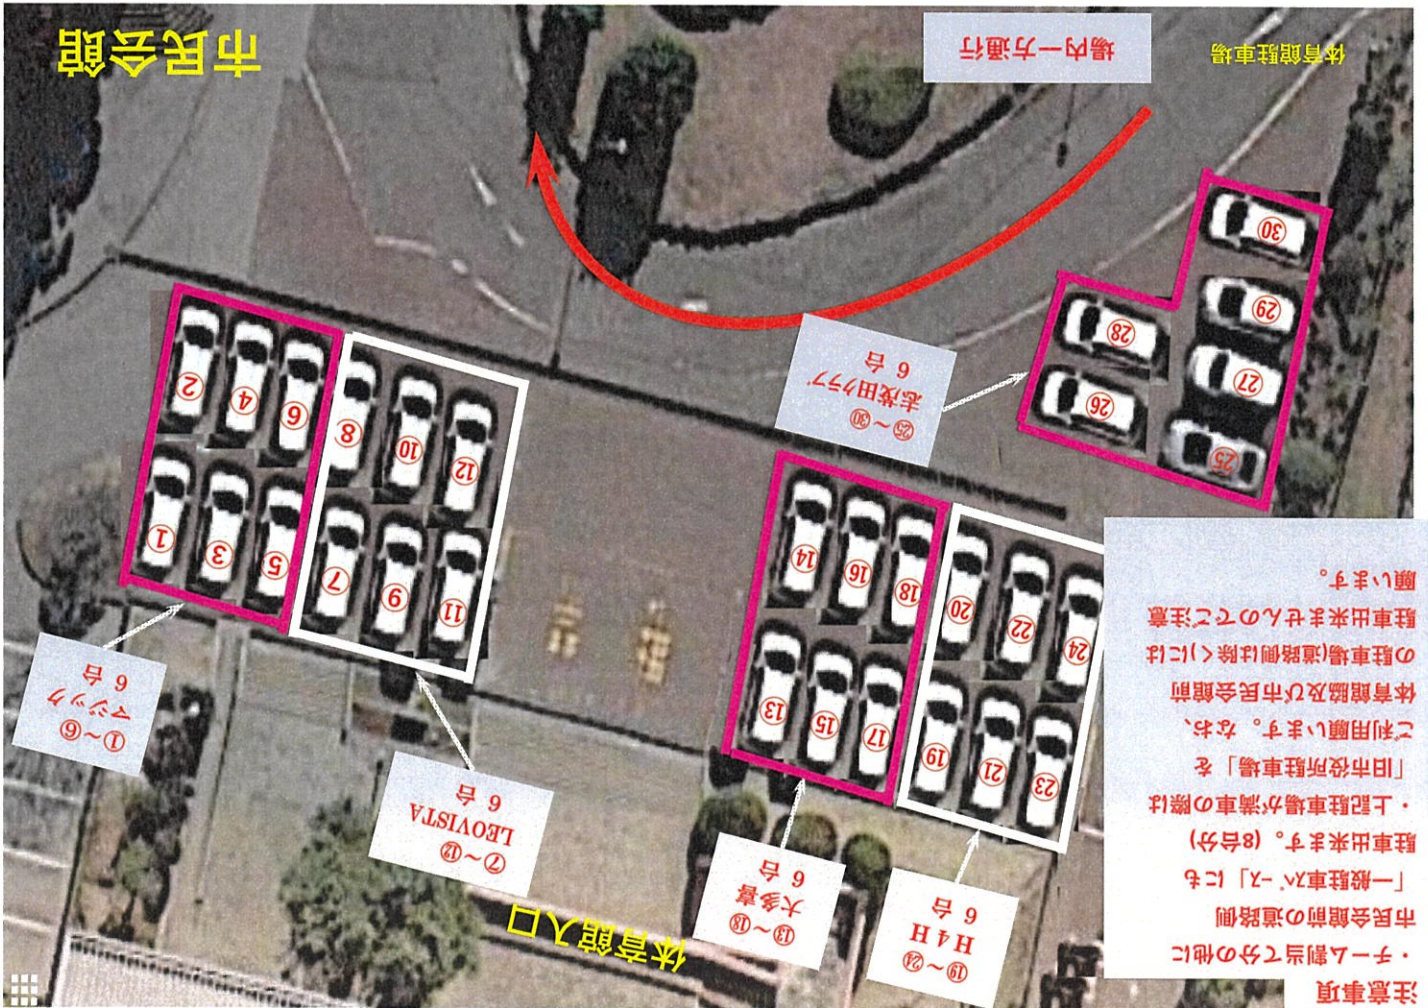 注意事項
・チーム割当て分の他に
市民会館前の道路側
「一般駐車ｽﾍﾟｰｽ」にも
駐車出来ます。(8台分)
・上記駐車場が満車の際は
「旧市役所駐車場」を
ご利用願います。なお、
体育館脇及び市民会館前
の駐車場(道路側は除く)には
駐車出来ませんのでご注意
願います。
体育館入口
⑲～㉔
H4H
6台
⑬～⑱
大多喜
6台
⑦～⑫
LEOVISTA
6台
①～⑥
マジック
6台
㉓ ㉑ ⑲
㉔ ㉒ ⑳
⑰ ⑮ ⑬
⑱ ⑯ ⑭
⑪ ⑨ ⑦
⑫ ⑩ ⑧
⑤ ③ ①
⑥ ④ ②
㉕～㉚
志茂田クラブ
6台
㉕
㉗ ㉖
㉙ ㉘
㉚
体育館駐車場
場内一方通行
市民会館